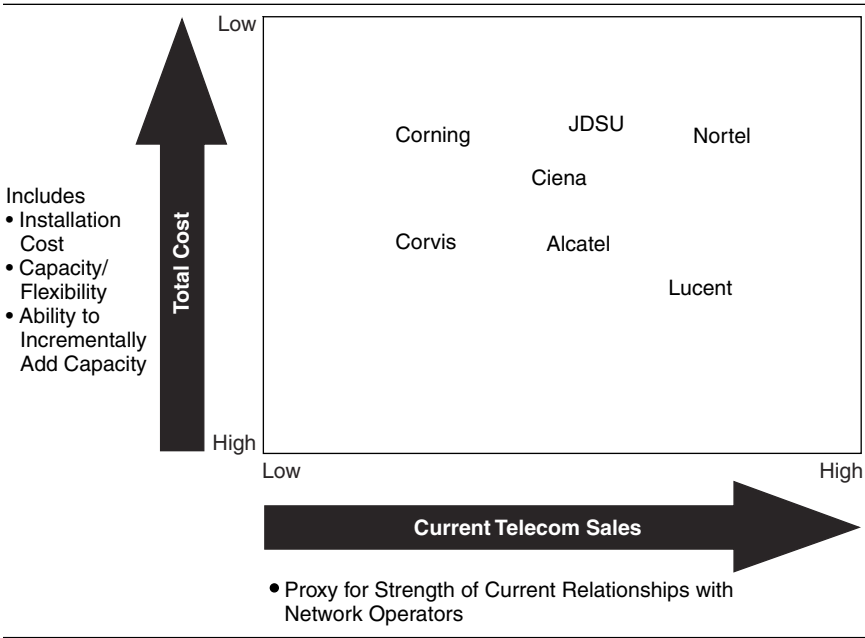 Low
Corning
JDSU
Nortel
Ciena
Includes
• Installation
Cost
• Capacity/
Flexibility
• Ability to
Incrementally
Add Capacity
Total Cost
Corvis
Alcatel
Lucent
High
Low
High
Current Telecom Sales
• Proxy for Strength of Current Relationships with
Network Operators